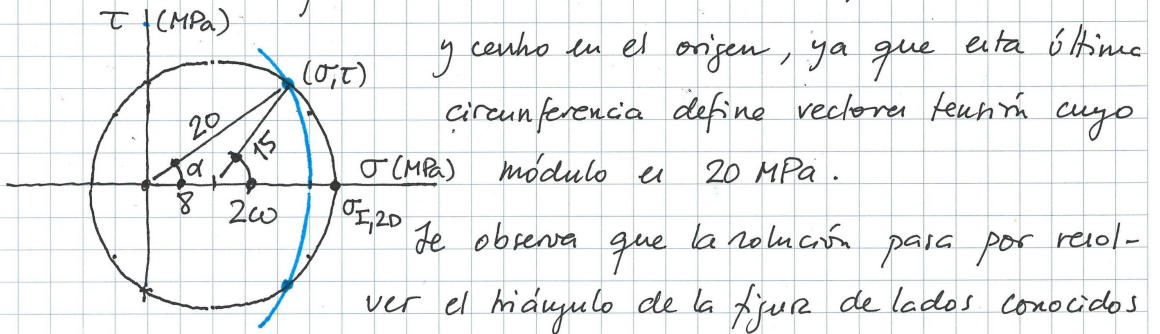 τ (MPa)
y centro en el origen, ya que esta última
(σ,τ)
circunferencia define vectores tensión cuyo
20
15
α
σ (MPa)
módulo es 20 MPa.
8
2ω
σI,2D
Se observa que la solución pasa por resol-
ver el triángulo de la figura de lados conocidos